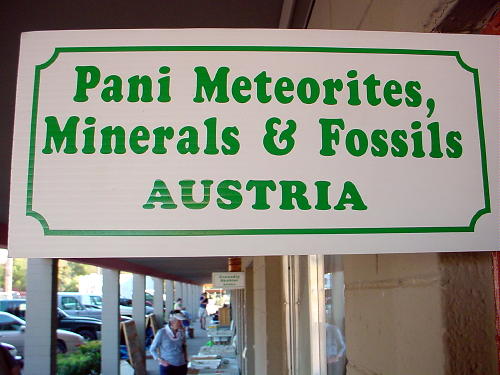 Pani Meteorites,
Minerals & Fossils
AUSTRIA